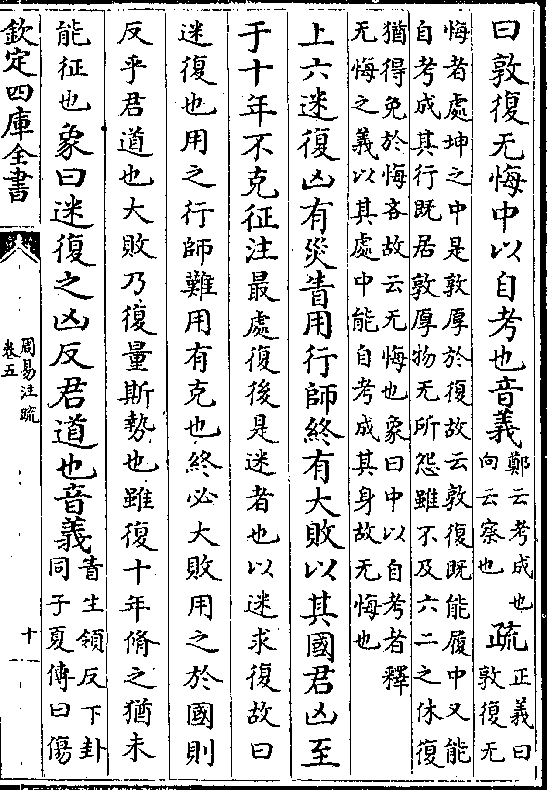 曰敦復无悔中以自考也音義鄭云考成也向云察也疏正義曰敦復无
悔者處坤之中是敦厚於復故云敦復既能履中又能
自考成其行既居敦厚物无所怨雖不及六二之休復
猶得免於悔吝故云无悔也象曰中以自考者釋
无悔之義以其處中能自考成其身故无悔也
上六迷復凶有災眚用行師終有大敗以其國君凶至
于十年不克征注最處復後是迷者也以迷求復故曰
迷復也用之行師難用有克也終必大敗用之於國則
反乎君道也大敗乃復量斯勢也雖復十年脩之猶未
能征也象曰迷復之凶反君道也音義眚生領反下卦同子夏傳曰傷
欽定四庫全書
周易注疏
卷五
十